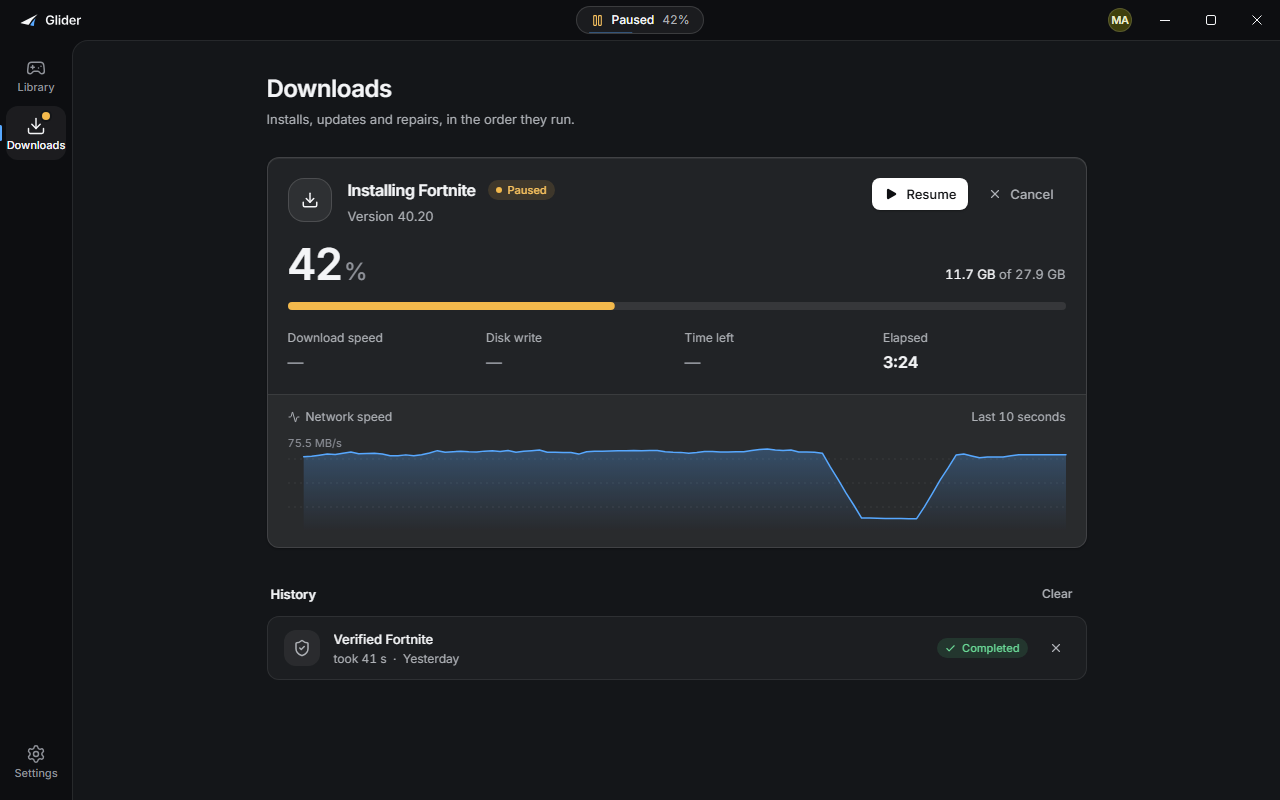 Glider
Paused 42%
MA
Library
Downloads
Settings
Downloads
Installs, updates and repairs, in the order they run.
Installing Fortnite
Paused
Version 40.20
Resume
Cancel
42%
11.7 GB of 27.9 GB
Download speed
—
Disk write
—
Time left
—
Elapsed
3:24
Network speed
Last 10 seconds
75.5 MB/s
History
Clear
Verified Fortnite
took 41 s · Yesterday
Completed